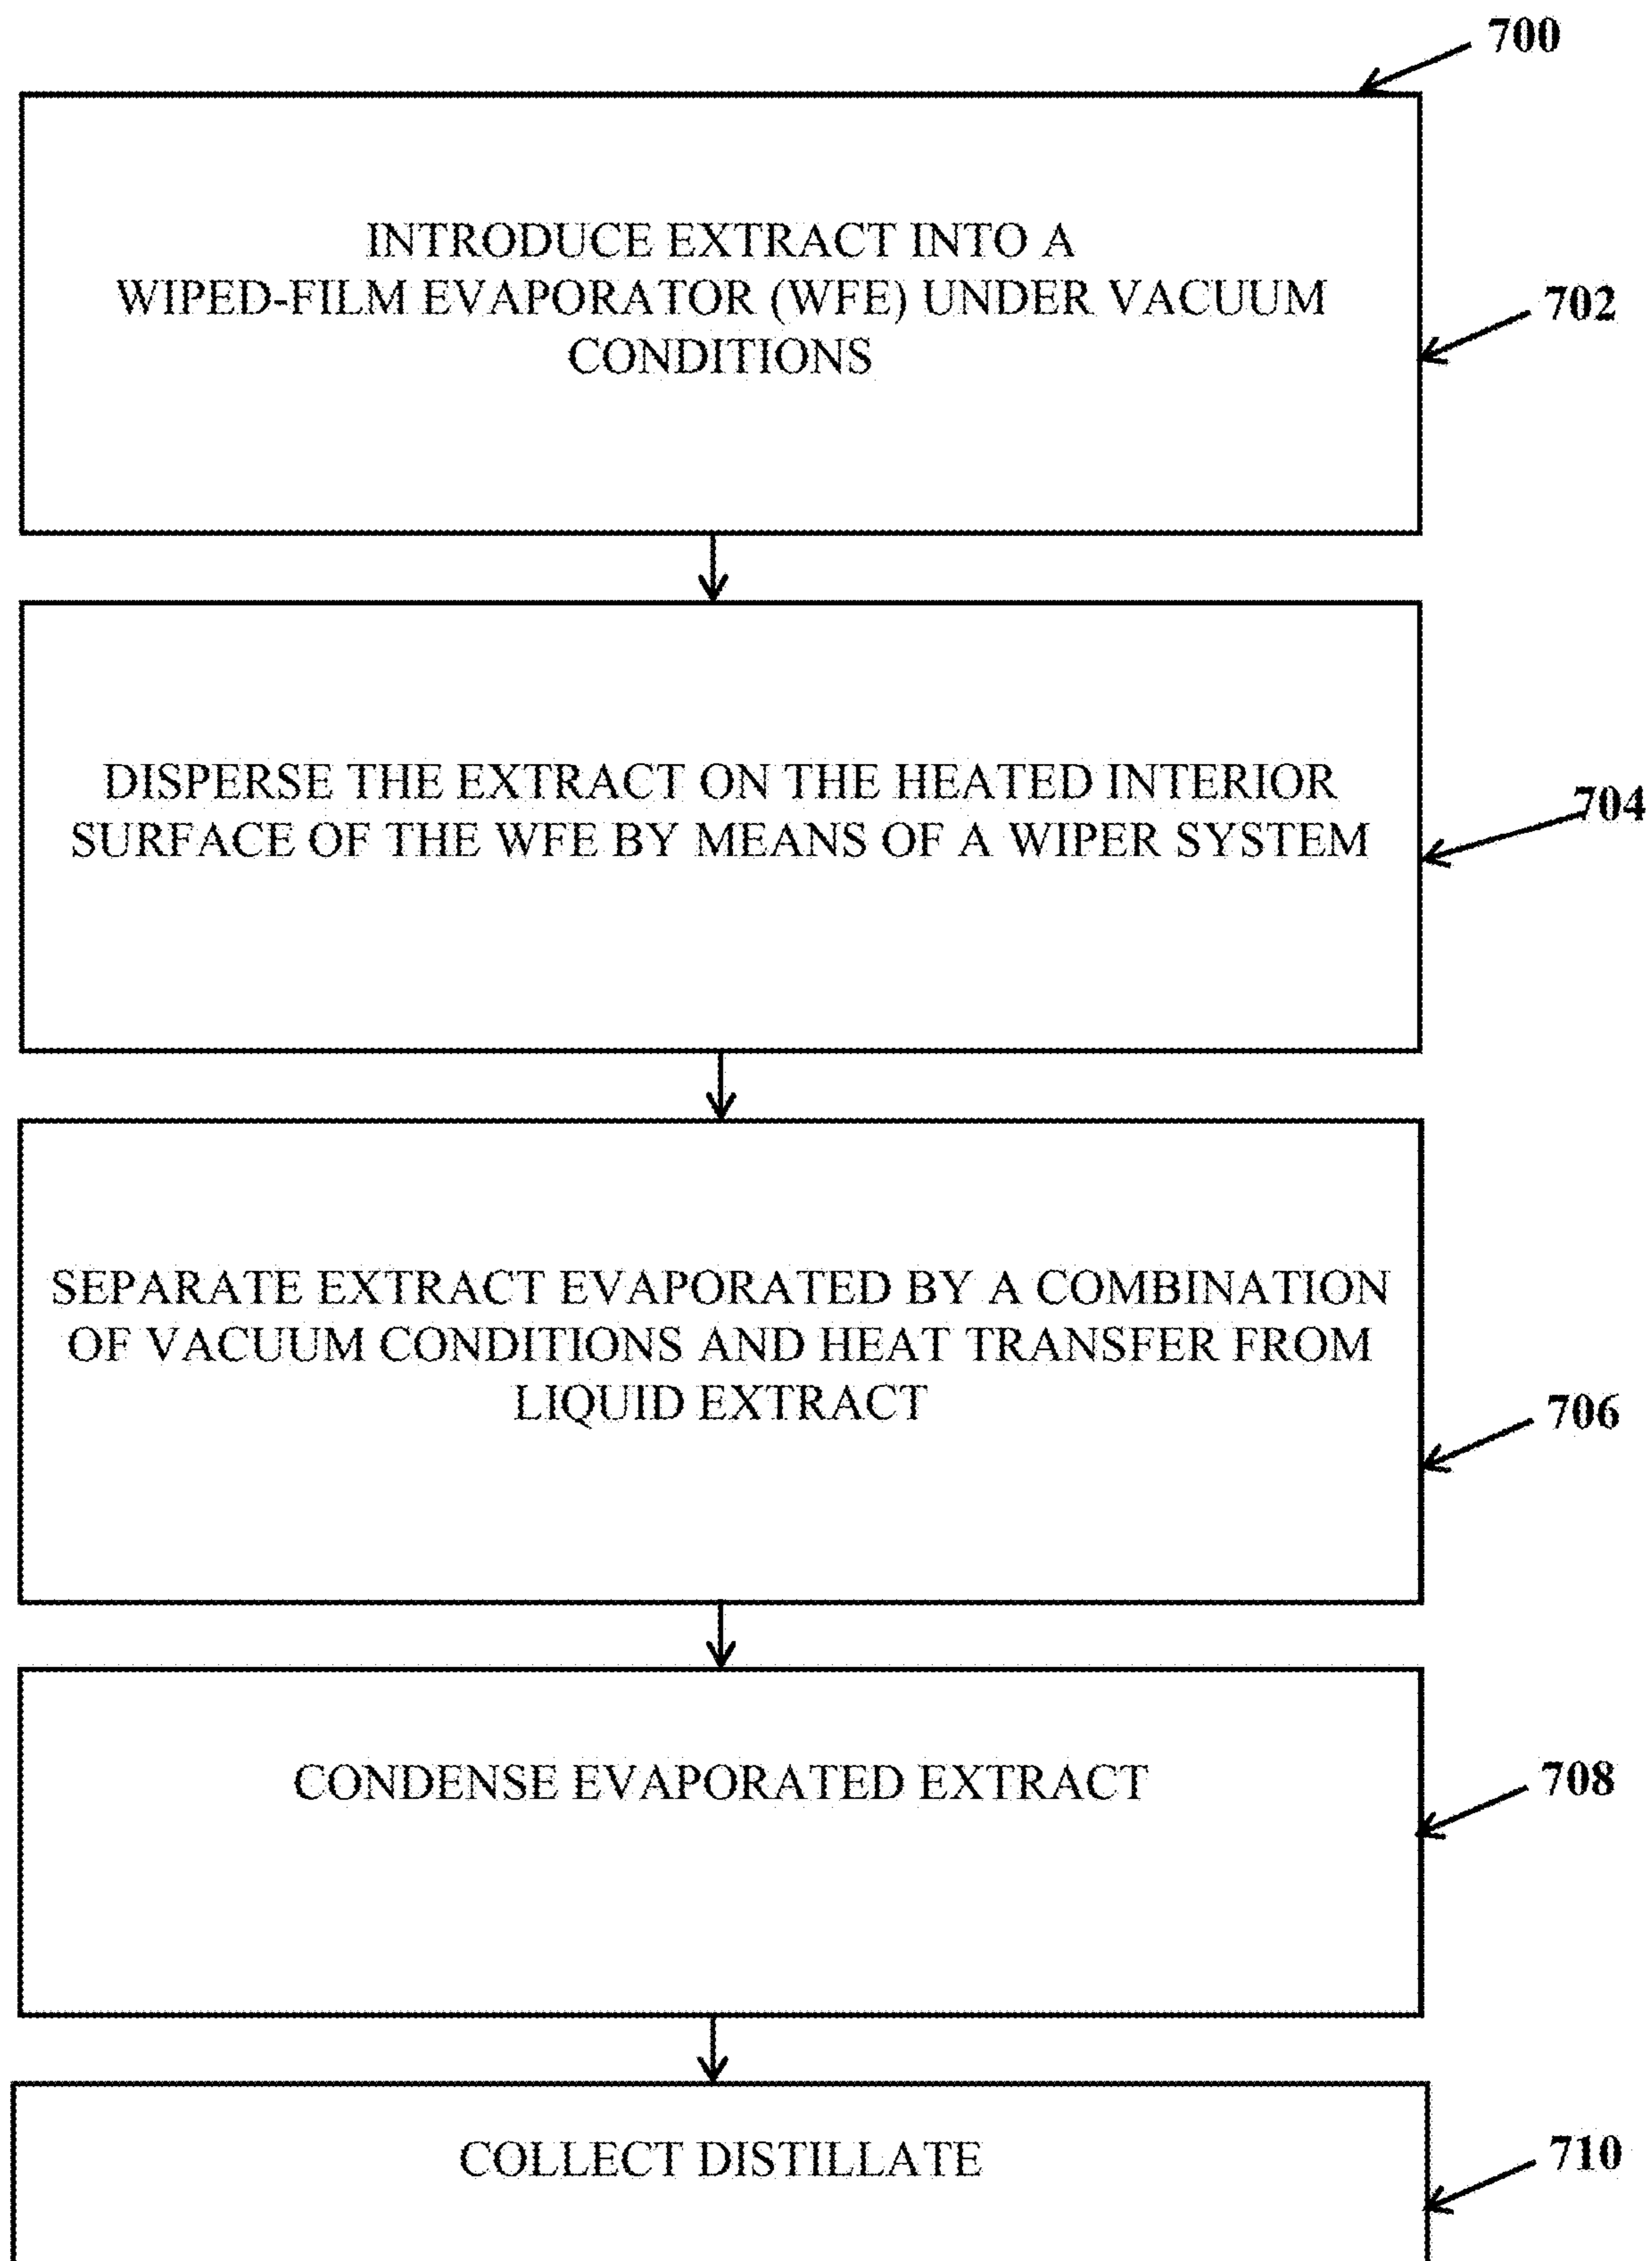 700
INTRODUCE EXTRACT INTO A
WIPED-FILM EVAPORATOR (WFE) UNDER VACUUM
CONDITIONS
702
DISPERSE THE EXTRACT ON THE HEATED INTERIOR
SURFACE OF THE WFE BY MEANS OF A WIPER SYSTEM
704
SEPARATE EXTRACT EVAPORATED BY A COMBINATION
OF VACUUM CONDITIONS AND HEAT TRANSFER FROM
LIQUID EXTRACT
706
CONDENSE EVAPORATED EXTRACT
708
COLLECT DISTILLATE
710